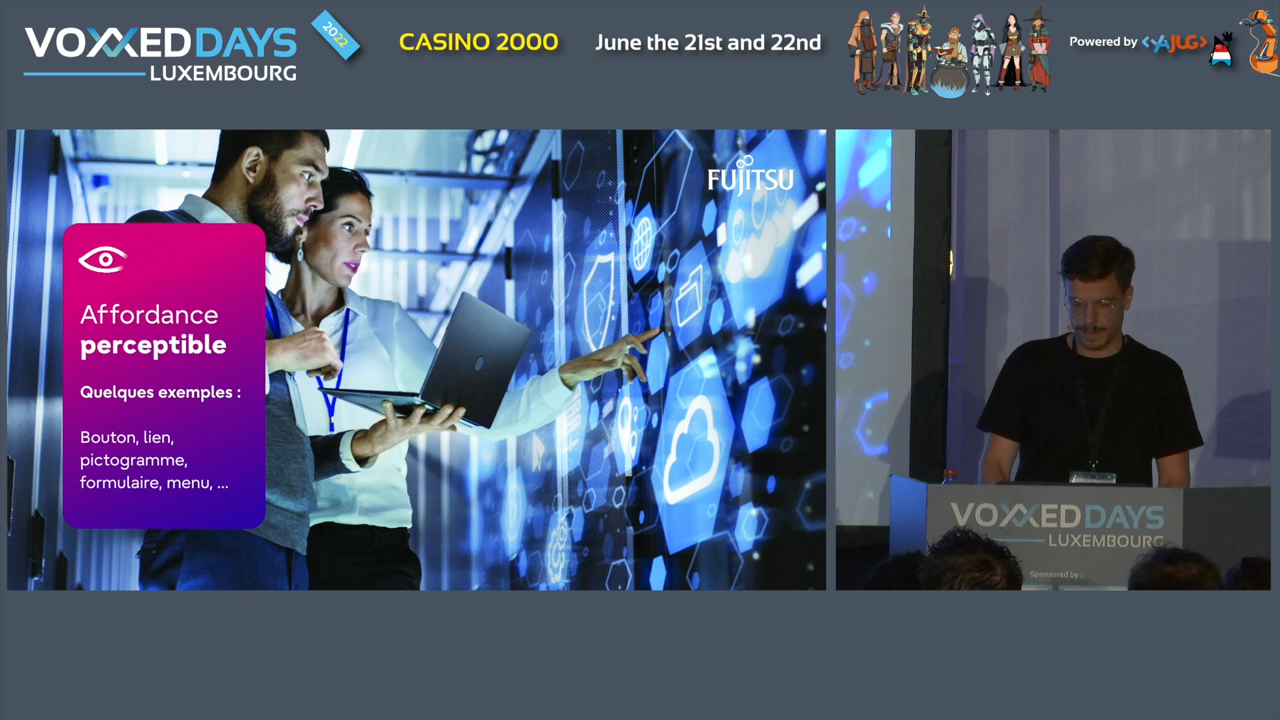 VOXXEDDAYS
LUXEMBOURG
2022
CASINO 2000
June the 21st and 22nd
Powered by <YAJUG>
FUJITSU
Affordance
perceptible
Quelques exemples :
Bouton, lien,
pictogramme,
formulaire, menu, ...
VOXXEDDAYS
LUXEMBOURG
Sponsored by :